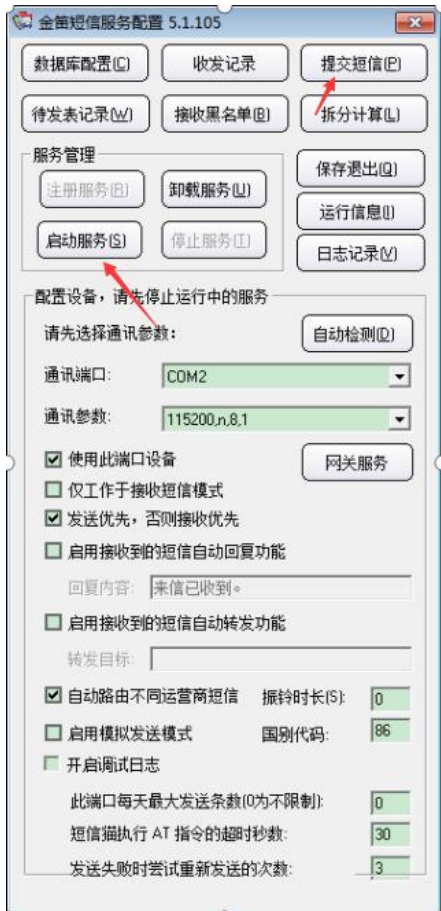 金笛短信服务配置 5.1.105
数据库配置(C) 收发记录 提交短信(P)
待发表记录(W) 接收黑名单(B) 拆分计算(L)
服务管理
注册服务(R) 卸载服务(U) 保存退出(Q)
运行信息(I)
启动服务(S) 停止服务(T) 日志记录(V)
配置设备，请先停止运行中的服务
请先选择通讯参数： 自动检测(D)
通讯端口: COM2
通讯参数: 115200,n,8,1
使用此端口设备 网关服务
仅工作于接收短信模式
发送优先，否则接收优先
启用接收到的短信自动回复功能
回复内容: 来信已收到。
启用接收到的短信自动转发功能
转发目标:
自动路由不同运营商短信 振铃时长(S): 0
启用模拟发送模式 国别代码: 86
开启调试日志
此端口每天最大发送条数(0为不限制): 0
短信猫执行 AT 指令的超时秒数: 30
发送失败时尝试重新发送的次数: 3